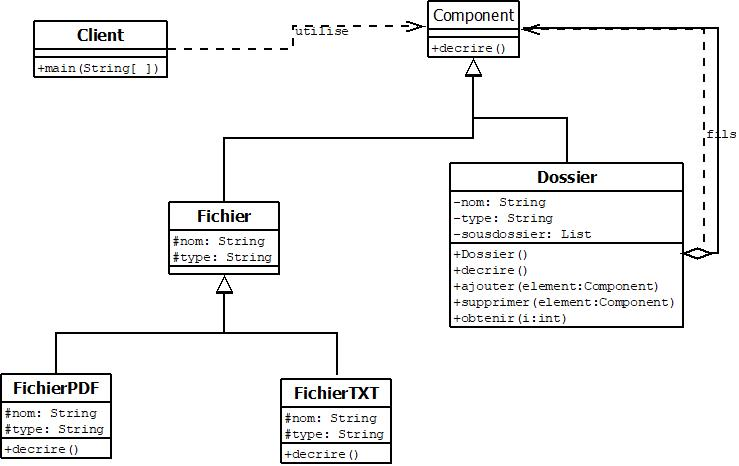 Component
+decrire()
Client
+main(String[ ])
utilise
fils
Dossier
-nom: String
-type: String
-sousdossier: List
+Dossier()
+decrire()
+ajouter(element:Component)
+supprimer(element:Component)
+obtenir(i:int)
Fichier
#nom: String
#type: String
FichierPDF
#nom: String
#type: String
+decrire()
FichierTXT
#nom: String
#type: String
+decrire()